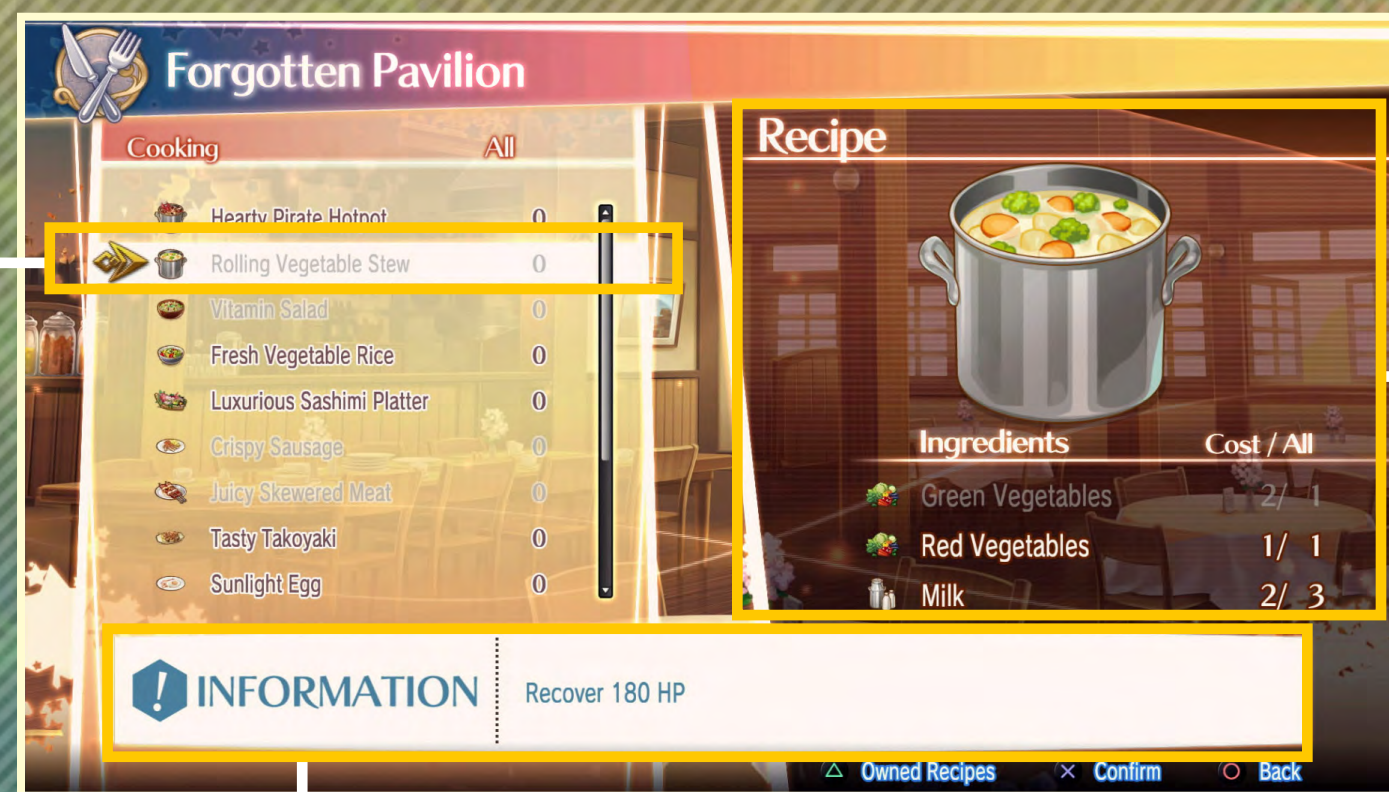 Forgotten Pavilion
Cooking All
Hearty Pirate Hotpot 0
Rolling Vegetable Stew 0
Vitamin Salad 0
Fresh Vegetable Rice 0
Luxurious Sashimi Platter 0
Crispy Sausage 0
Juicy Skewered Meat 0
Tasty Takoyaki 0
Sunlight Egg 0
Recipe
Ingredients Cost / All
Green Vegetables 2/ 1
Red Vegetables 1/ 1
Milk 2/ 3
INFORMATION
Recover 180 HP
Owned Recipes Confirm Back